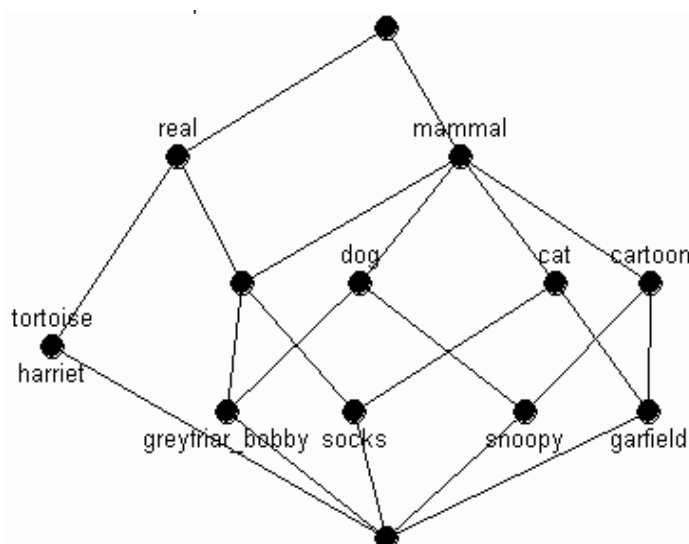 real
mammal
dog
cat
cartoon
tortoise
harriet
greyfriar_bobby
socks
snoopy
garfield